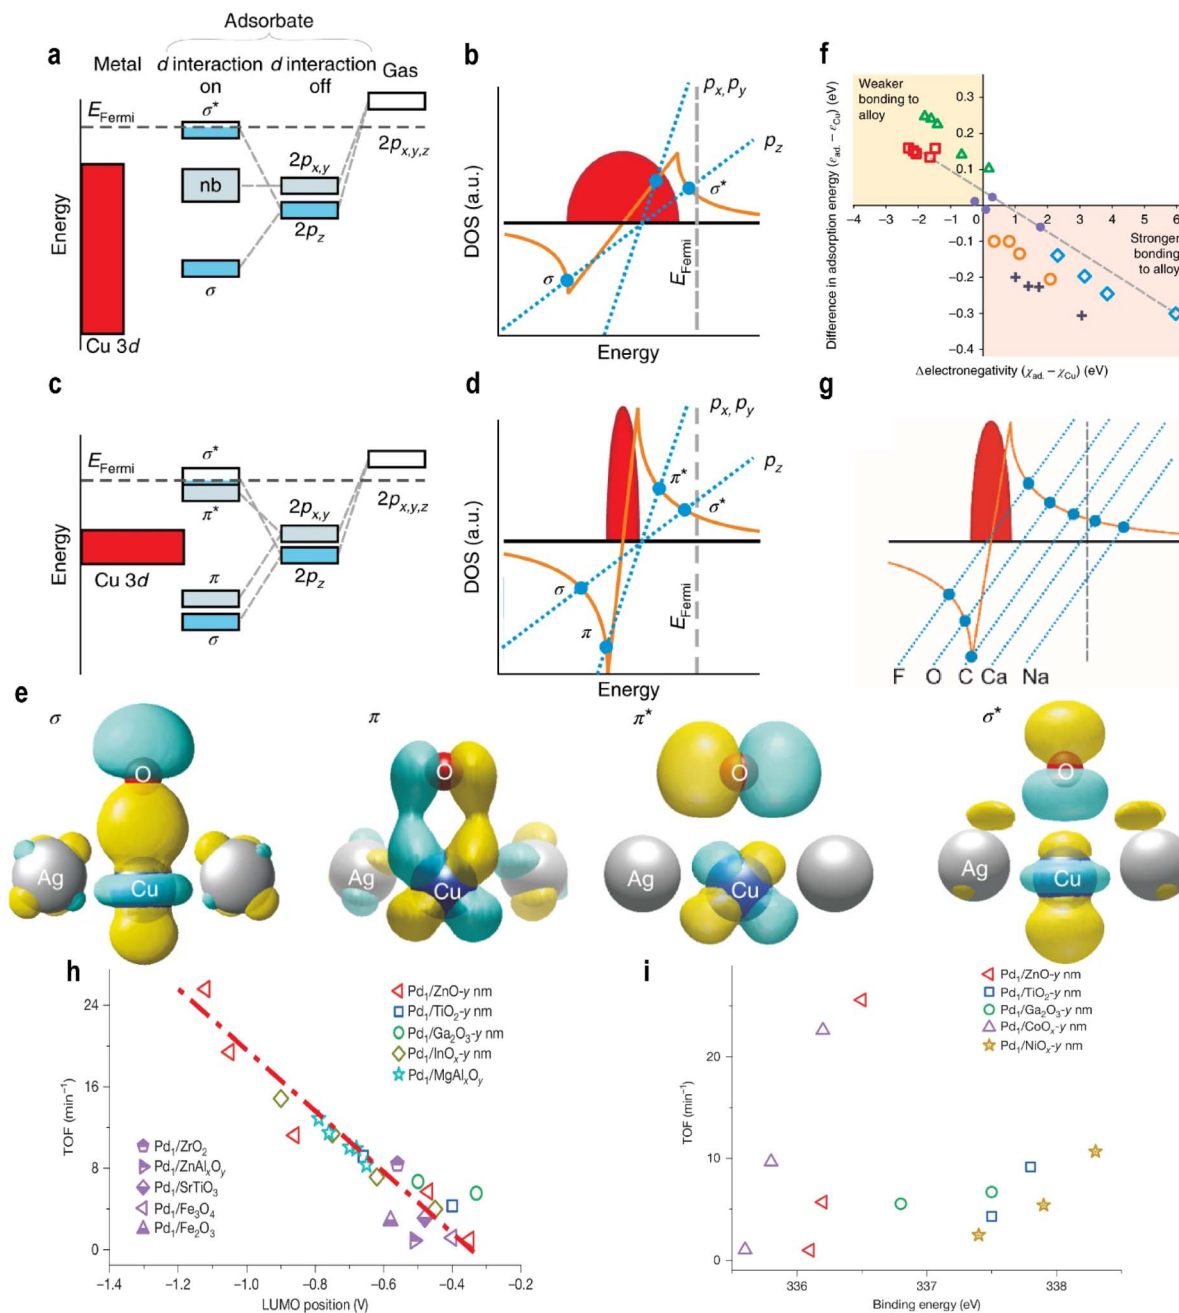 a
Adsorbate
Metal
d interaction on
d interaction off
Gas
E_Fermi
σ*
nb
2p_x,y
2p_z
2p_x,y,z
σ
Energy
Cu 3d
b
p_x, p_y
p_z
σ*
σ
DOS (a.u.)
E_Fermi
Energy
f
Weaker
bonding to
alloy
Stronger
bonding
to alloy
0.3
0.2
0.1
−0.1
−0.2
−0.3
−0.4
−4
−3
−2
−1
0
1
2
3
4
5
6
Difference in adsorption energy (ε_ad. − ε_Cu) (eV)
Δelectronegativity (χ_ad. − χ_Cu) (eV)
c
E_Fermi
σ*
π*
2p_x,y
2p_z
2p_x,y,z
π
σ
Energy
Cu 3d
d
p_x, p_y
p_z
π*
σ*
σ
π
DOS (a.u.)
E_Fermi
Energy
g
F O C Ca Na
e
σ
O
Ag
Cu
π
O
Ag
Cu
π*
O
Ag
Cu
σ*
O
Ag
Cu
h
Pd₁/ZnO-y nm
Pd₁/TiO₂-y nm
Pd₁/Ga₂O₃-y nm
Pd₁/InOₓ-y nm
Pd₁/MgAlₓO_y
Pd₁/ZrO₂
Pd₁/ZnAlₓO_y
Pd₁/SrTiO₃
Pd₁/Fe₃O₄
Pd₁/Fe₂O₃
24
16
8
0
TOF (min⁻¹)
−1.4
−1.2
−1.0
−0.8
−0.6
−0.4
−0.2
LUMO position (V)
i
Pd₁/ZnO-y nm
Pd₁/TiO₂-y nm
Pd₁/Ga₂O₃-y nm
Pd₁/CoOₓ-y nm
Pd₁/NiOₓ-y nm
20
10
0
TOF (min⁻¹)
336
337
338
Binding energy (eV)